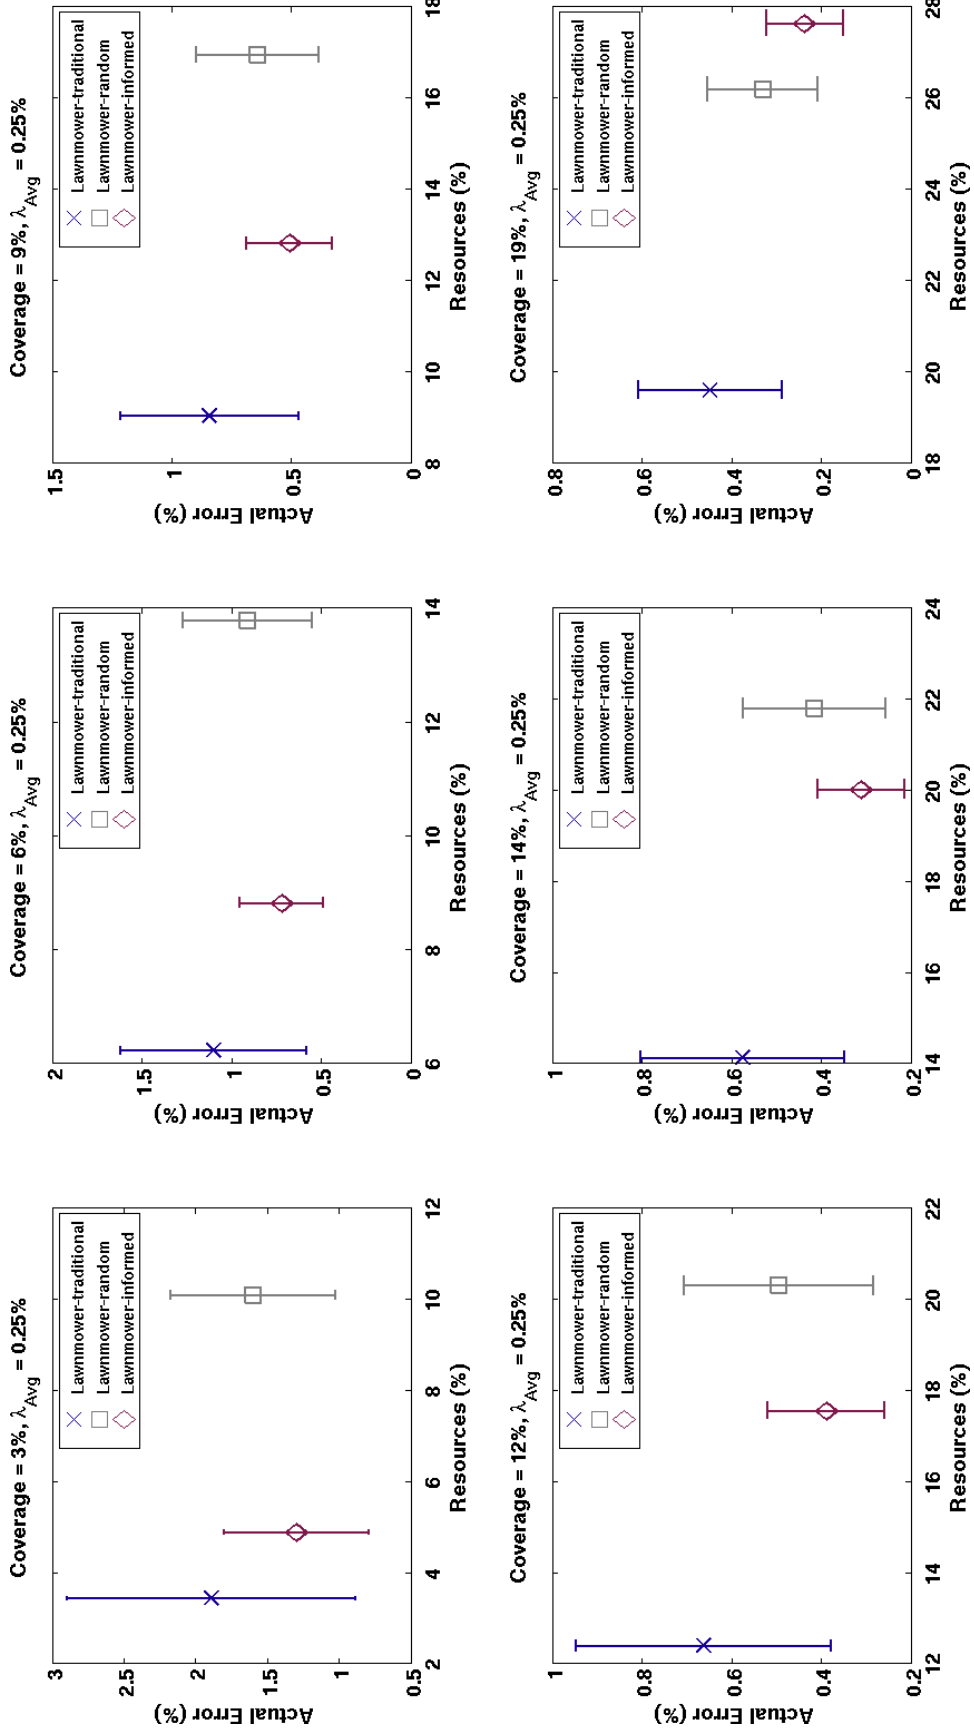 Coverage = 3%, λAvg = 0.25%
Lawnmower-traditional
Lawnmower-random
Lawnmower-informed
3
2.5
2
1.5
1
0.5
Actual Error (%)
2
4
6
8
10
12
Resources (%)
Coverage = 6%, λAvg = 0.25%
Lawnmower-traditional
Lawnmower-random
Lawnmower-informed
2
1.5
1
0.5
0
Actual Error (%)
6
8
10
12
14
Resources (%)
Coverage = 9%, λAvg = 0.25%
Lawnmower-traditional
Lawnmower-random
Lawnmower-informed
1.5
1
0.5
0
Actual Error (%)
8
10
12
14
16
18
Resources (%)
Coverage = 12%, λAvg = 0.25%
Lawnmower-traditional
Lawnmower-random
Lawnmower-informed
1
0.8
0.6
0.4
0.2
Actual Error (%)
12
14
16
18
20
22
Resources (%)
Coverage = 14%, λAvg = 0.25%
Lawnmower-traditional
Lawnmower-random
Lawnmower-informed
1
0.8
0.6
0.4
0.2
Actual Error (%)
14
16
18
20
22
24
Resources (%)
Coverage = 19%, λAvg = 0.25%
Lawnmower-traditional
Lawnmower-random
Lawnmower-informed
0.8
0.6
0.4
0.2
0
Actual Error (%)
18
20
22
24
26
28
Resources (%)